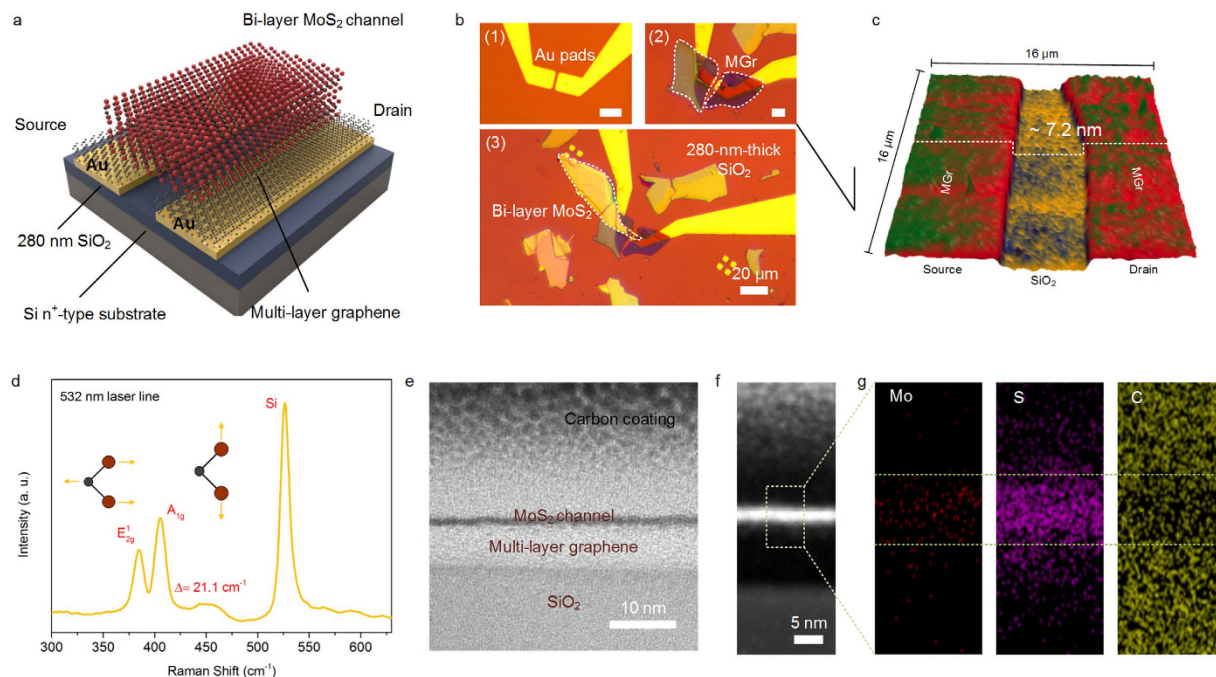 a
Bi-layer MoS₂ channel
Source
Drain
Au
Au
280 nm SiO₂
Si n⁺-type substrate
Multi-layer graphene
b
(1)
Au pads
(2)
MGr
(3)
280-nm-thick
SiO₂
Bi-layer MoS₂
20 µm
c
16 µm
16 µm
~ 7.2 nm
MGr
MGr
Source
SiO₂
Drain
d
532 nm laser line
Si
A₁g
E¹₂g
Δ= 21.1 cm⁻¹
Intensity (a. u.)
300 350 400 450 500 550 600
Raman Shift (cm⁻¹)
e
Carbon coating
MoS₂ channel
Multi-layer graphene
SiO₂
10 nm
f
5 nm
g
Mo
S
C